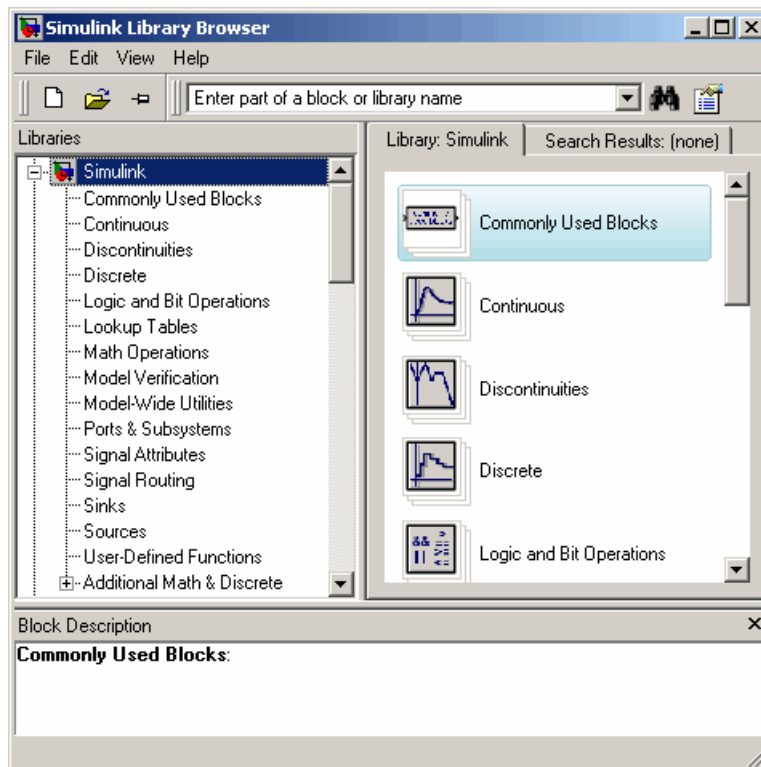 Simulink Library Browser
File Edit View Help
Enter part of a block or library name
Libraries
Simulink
Commonly Used Blocks
Continuous
Discontinuities
Discrete
Logic and Bit Operations
Lookup Tables
Math Operations
Model Verification
Model-Wide Utilities
Ports & Subsystems
Signal Attributes
Signal Routing
Sinks
Sources
User-Defined Functions
Additional Math & Discrete
Library: Simulink
Search Results: (none)
Commonly Used Blocks
Continuous
Discontinuities
Discrete
Logic and Bit Operations
Block Description
Commonly Used Blocks: